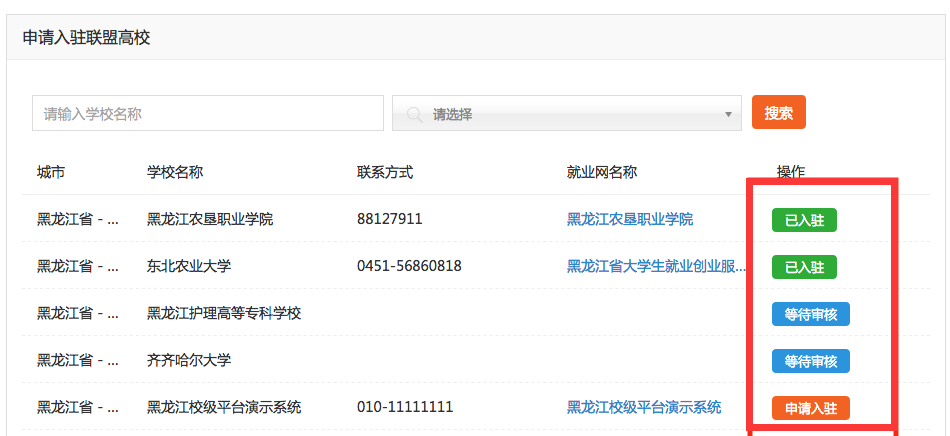 申请入驻联盟高校
请输入学校名称 请选择 搜索
城市 学校名称 联系方式 就业网名称 操作
黑龙江省 - ... 黑龙江农垦职业学院 88127911 黑龙江农垦职业学院 已入驻
黑龙江省 - ... 东北农业大学 0451-56860818 黑龙江省大学生就业创业服... 已入驻
黑龙江省 - ... 黑龙江护理高等专科学校 等待审核
黑龙江省 - ... 齐齐哈尔大学 等待审核
黑龙江省 - ... 黑龙江校级平台演示系统 010-11111111 黑龙江校级平台演示系统 申请入驻